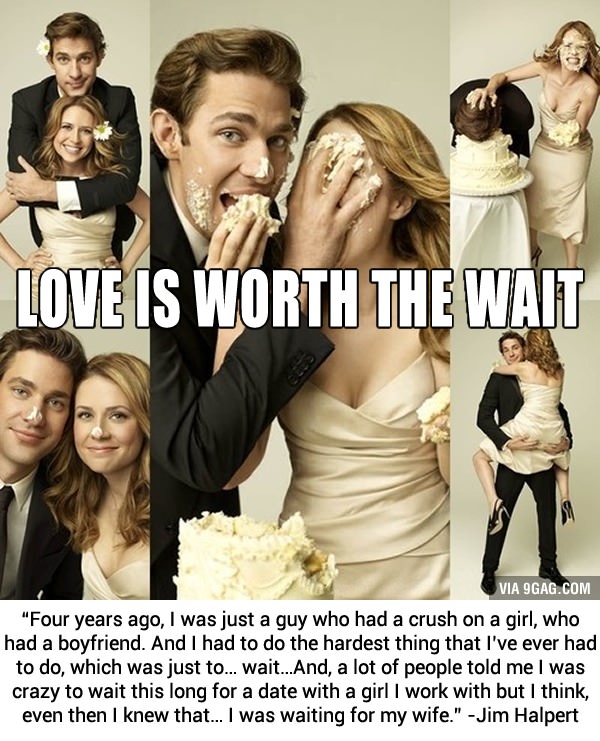 LOVE IS WORTH THE WAIT
VIA 9GAG.COM
“Four years ago, I was just a guy who had a crush on a girl, who
had a boyfriend. And I had to do the hardest thing that I've ever had
to do, which was just to... wait...And, a lot of people told me I was
crazy to wait this long for a date with a girl I work with but I think,
even then I knew that... I was waiting for my wife." -Jim Halpert